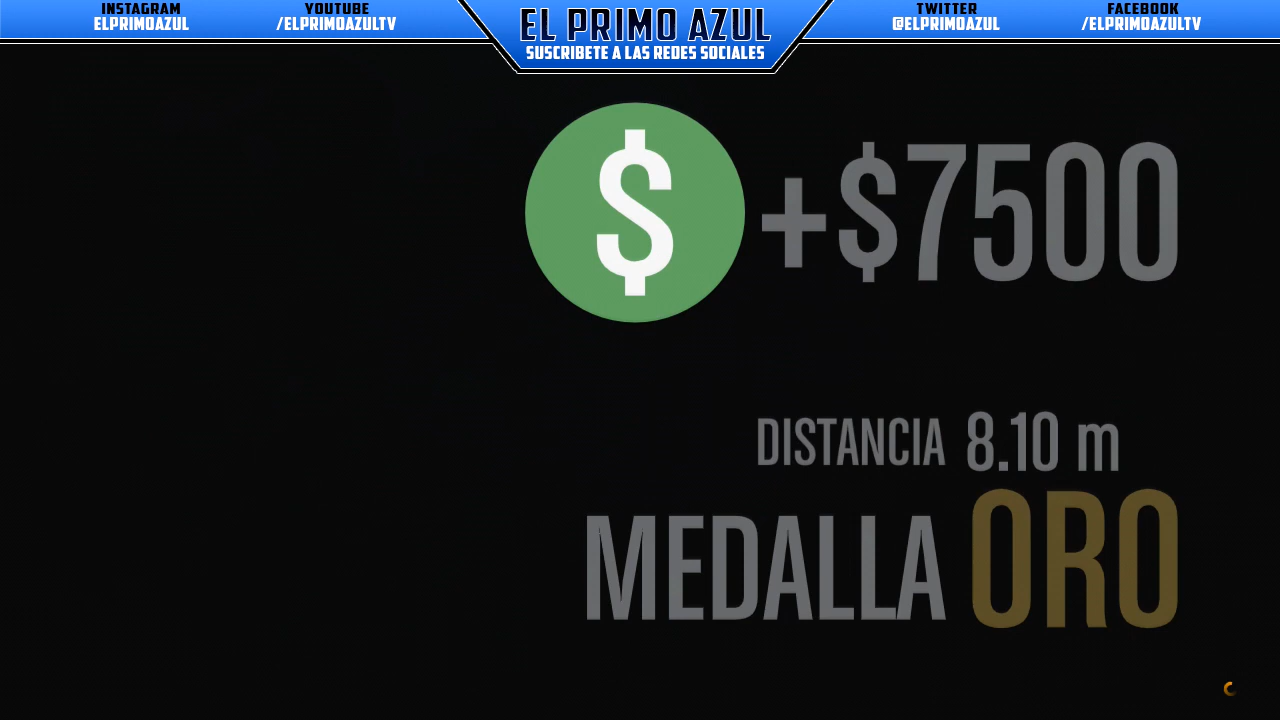 INSTAGRAM
ELPRIMOAZUL
YOUTUBE
/ELPRIMOAZULTV
EL PRIMO AZUL
SUSCRIBETE A LAS REDES SOCIALES
TWITTER
@ELPRIMOAZUL
FACEBOOK
/ELPRIMOAZULTV
$ +$7500
DISTANCIA 8.10 m
MEDALLA ORO